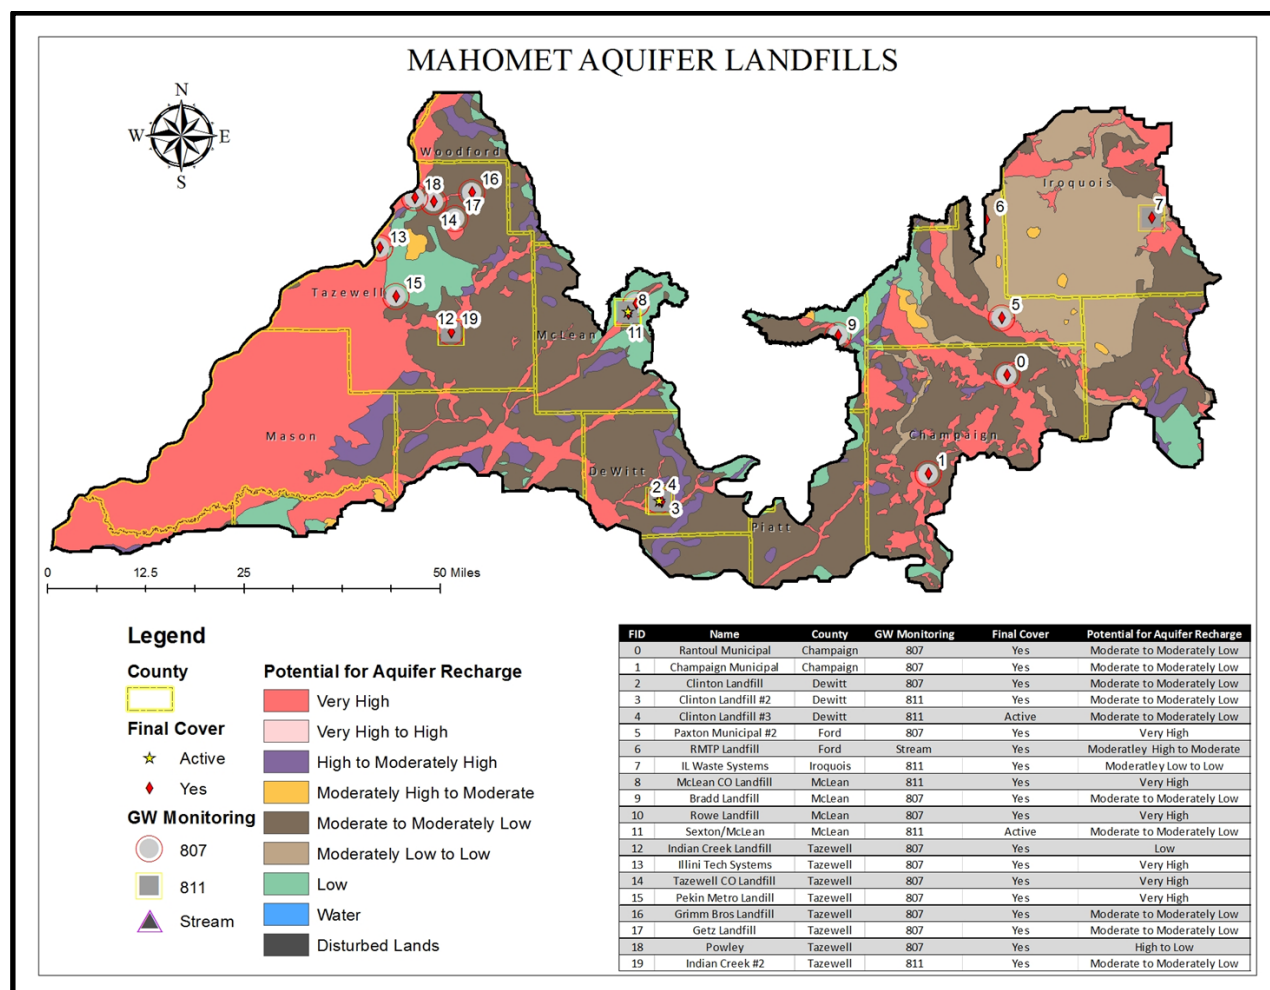 MAHOMET AQUIFER LANDFILLS
N
W E
S
Woodford
18 16
17
14
13
Tazewell 15
12 19
McLean
8
11
Mason
DeWitt
2 4
3
Piatt
Iroquois
6 7
5
9
0
Champaign
1
0 12.5 25 50 Miles
Legend
County
Final Cover
Active
Yes
GW Monitoring
807
811
Stream
Potential for Aquifer Recharge
Very High
Very High to High
High to Moderately High
Moderately High to Moderate
Moderate to Moderately Low
Moderately Low to Low
Low
Water
Disturbed Lands
FID Name County GW Monitoring Final Cover Potential for Aquifer Recharge
0 Rantoul Municipal Champaign 807 Yes Moderate to Moderately Low
1 Champaign Municipal Champaign 807 Yes Moderate to Moderately Low
2 Clinton Landfill Dewitt 807 Yes Moderate to Moderately Low
3 Clinton Landfill #2 Dewitt 811 Yes Moderate to Moderately Low
4 Clinton Landfill #3 Dewitt 811 Active Moderate to Moderately Low
5 Paxton Municipal #2 Ford 807 Yes Very High
6 RMTP Landfill Ford Stream Yes Moderatley High to Moderate
7 IL Waste Systems Iroquois 811 Yes Moderatley Low to Low
8 McLean CO Landfill McLean 811 Yes Very High
9 Bradd Landfill McLean 807 Yes Moderate to Moderately Low
10 Rowe Landfill McLean 807 Yes Very High
11 Sexton/McLean McLean 811 Active Moderate to Moderately Low
12 Indian Creek Landfill Tazewell 807 Yes Low
13 Illini Tech Systems Tazewell 807 Yes Very High
14 Tazewell CO Landfill Tazewell 807 Yes Very High
15 Pekin Metro Landill Tazewell 807 Yes Very High
16 Grimm Bros Landfill Tazewell 807 Yes Moderate to Moderately Low
17 Getz Landfill Tazewell 807 Yes Moderate to Moderately Low
18 Powley Tazewell 807 Yes High to Low
19 Indian Creek #2 Tazewell 811 Yes Moderate to Moderately Low